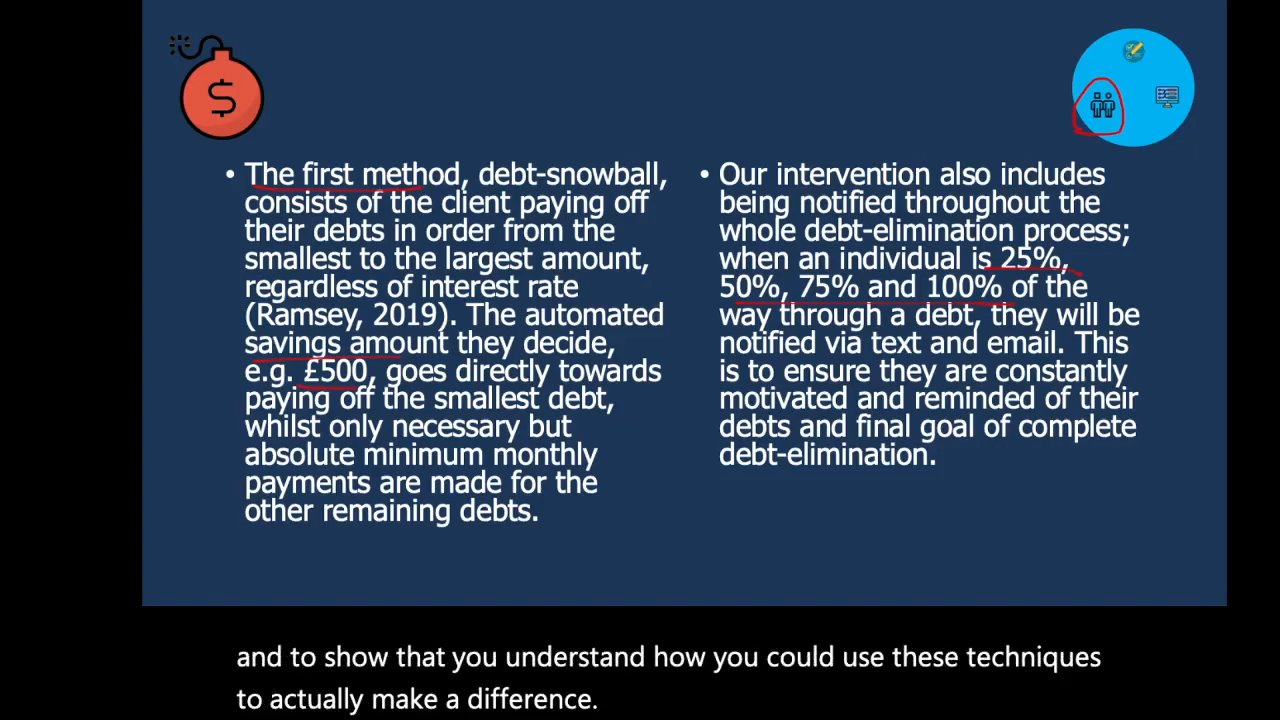 $
• The first method, debt-snowball,
consists of the client paying off
their debts in order from the
smallest to the largest amount,
regardless of interest rate
(Ramsey, 2019). The automated
savings amount they decide,
e.g. £500, goes directly towards
paying off the smallest debt,
whilst only necessary but
absolute minimum monthly
payments are made for the
other remaining debts.
• Our intervention also includes
being notified throughout the
whole debt-elimination process;
when an individual is 25%,
50%, 75% and 100% of the
way through a debt, they will be
notified via text and email. This
is to ensure they are constantly
motivated and reminded of their
debts and final goal of complete
debt-elimination.
and to show that you understand how you could use these techniques
to actually make a difference.